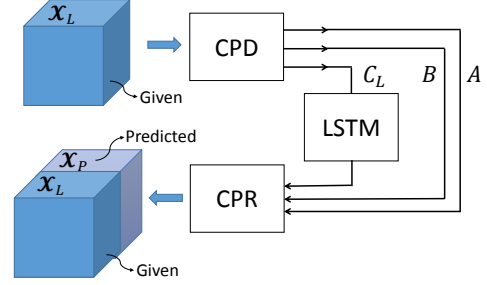 𝓧_L
CPD
Given
C_L
B
A
Predicted
LSTM
𝓧_P
𝓧_L
CPR
Given